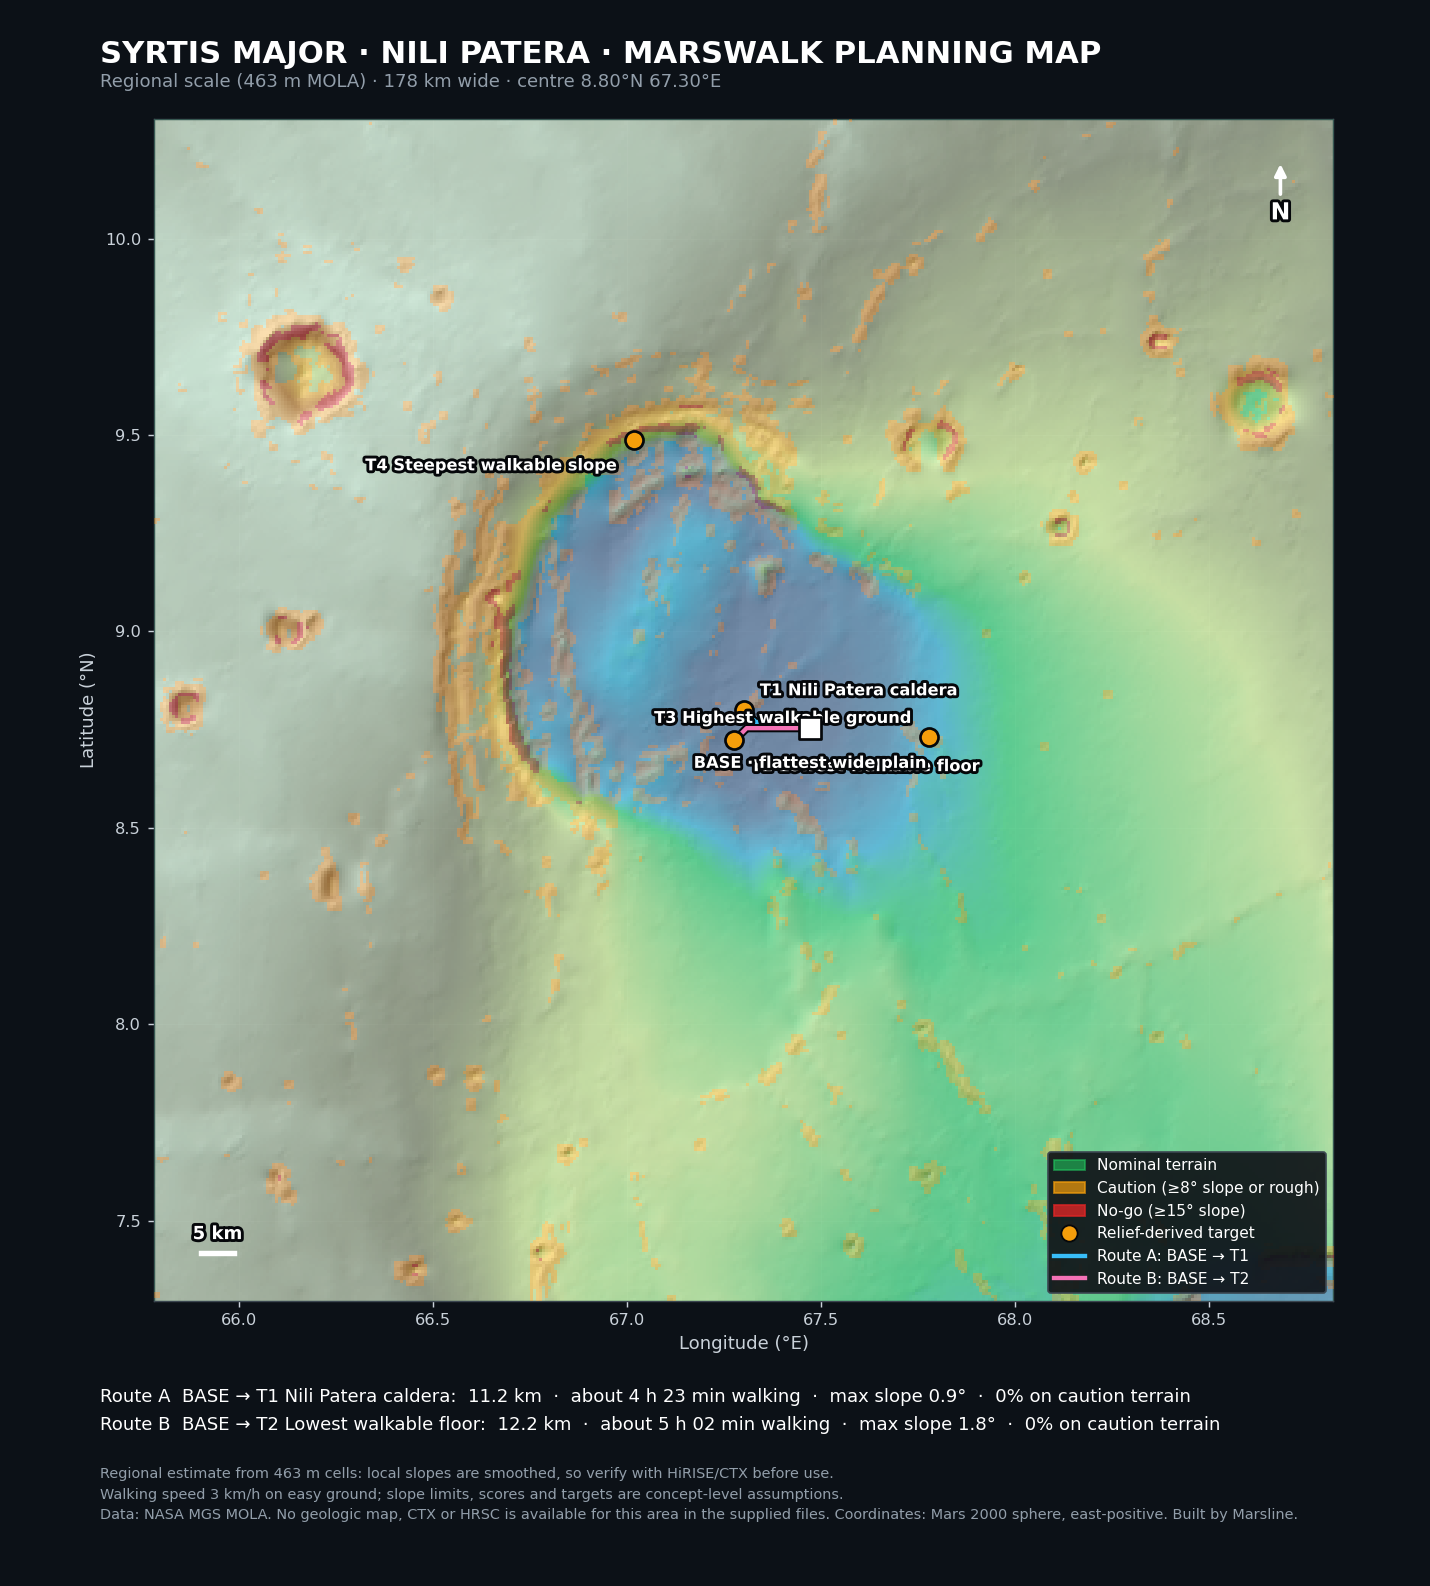 SYRTIS MAJOR · NILI PATERA · MARSWALK PLANNING MAP
Regional scale (463 m MOLA) · 178 km wide · centre 8.80°N 67.30°E
N
10.0
9.5
9.0
8.5
8.0
7.5
Latitude (°N)
T4 Steepest walkable slope
T1 Nili Patera caldera
T3 Highest walkable ground
BASE · flattest wide plain
floor
5 km
Nominal terrain
Caution (≥8° slope or rough)
No-go (≥15° slope)
Relief-derived target
Route A: BASE → T1
Route B: BASE → T2
66.0 66.5 67.0 67.5 68.0 68.5
Longitude (°E)
Route A BASE → T1 Nili Patera caldera: 11.2 km · about 4 h 23 min walking · max slope 0.9° · 0% on caution terrain
Route B BASE → T2 Lowest walkable floor: 12.2 km · about 5 h 02 min walking · max slope 1.8° · 0% on caution terrain
Regional estimate from 463 m cells: local slopes are smoothed, so verify with HiRISE/CTX before use.
Walking speed 3 km/h on easy ground; slope limits, scores and targets are concept-level assumptions.
Data: NASA MGS MOLA. No geologic map, CTX or HRSC is available for this area in the supplied files. Coordinates: Mars 2000 sphere, east-positive. Built by Marsline.